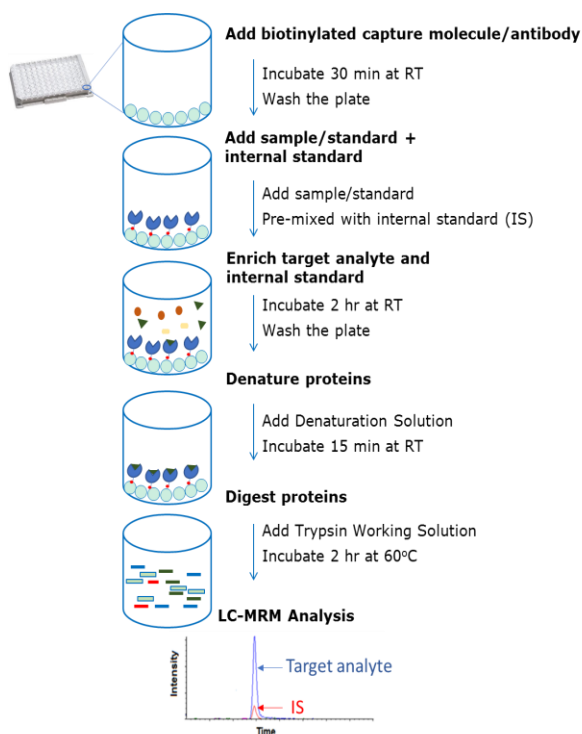 Add biotinylated capture molecule/antibody
Incubate 30 min at RT
Wash the plate
Add sample/standard +
internal standard
Add sample/standard
Pre-mixed with internal standard (IS)
Enrich target analyte and
internal standard
Incubate 2 hr at RT
Wash the plate
Denature proteins
Add Denaturation Solution
Incubate 15 min at RT
Digest proteins
Add Trypsin Working Solution
Incubate 2 hr at 60°C
LC-MRM Analysis
Intensity
Target analyte
IS
Time